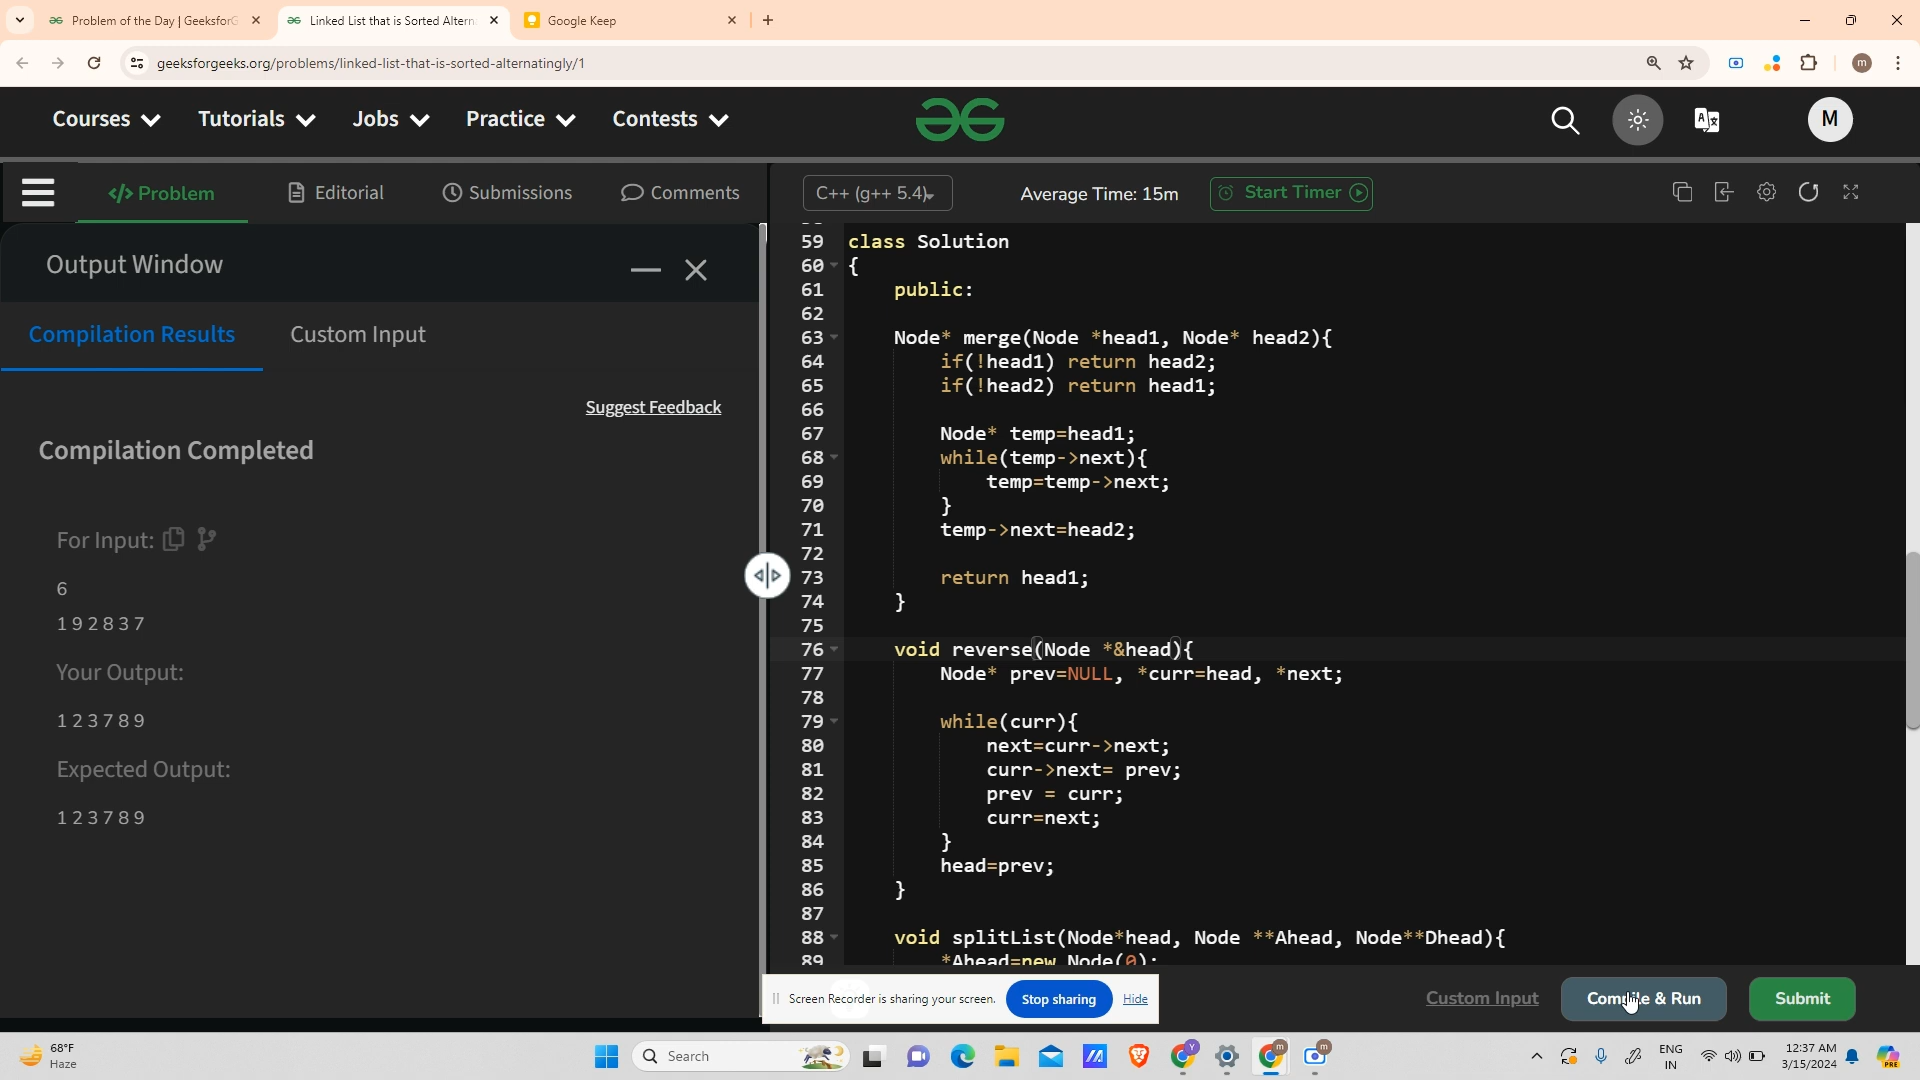 Problem of the Day | GeeksforG
Linked List that is Sorted Altern
Google Keep
geeksforgeeks.org/problems/linked-list-that-is-sorted-alternatingly/1
m
Courses
Tutorials
Jobs
Practice
Contests
M
</> Problem
Editorial
Submissions
Comments
C++ (g++ 5.4)
Average Time: 15m
Start Timer
Output Window
Compilation Results
Custom Input
Suggest Feedback
Compilation Completed
For Input:
6
1 9 2 8 3 7
Your Output:
1 2 3 7 8 9
Expected Output:
1 2 3 7 8 9
59 class Solution
60 {
61 public:
62
63 Node* merge(Node *head1, Node* head2){
64 if(!head1) return head2;
65 if(!head2) return head1;
66
67 Node* temp=head1;
68 while(temp->next){
69 temp=temp->next;
70 }
71 temp->next=head2;
72
73 return head1;
74 }
75
76 void reverse(Node *&head){
77 Node* prev=NULL, *curr=head, *next;
78
79 while(curr){
80 next=curr->next;
81 curr->next= prev;
82 prev = curr;
83 curr=next;
84 }
85 head=prev;
86 }
87
88 void splitList(Node*head, Node **Ahead, Node**Dhead){
89 *Ahead=new Node(0);
Screen Recorder is sharing your screen.
Stop sharing
Hide
Custom Input
Compile & Run
Submit
68°F
Haze
Search
ENG
IN
12:37 AM
3/15/2024